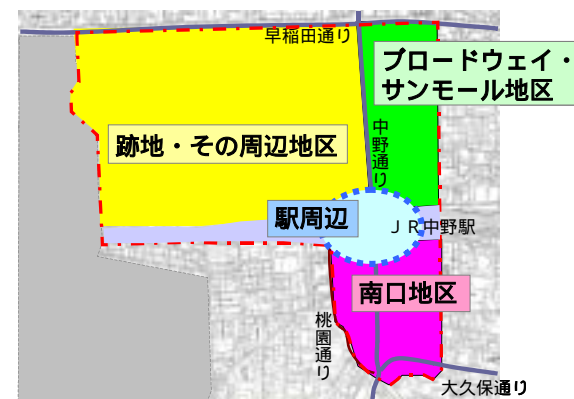 早稲田通り
ブロードウェイ・
サンモール地区
中野通り
跡地・その周辺地区
駅周辺
ＪＲ中野駅
南口地区
桃園通り
大久保通り